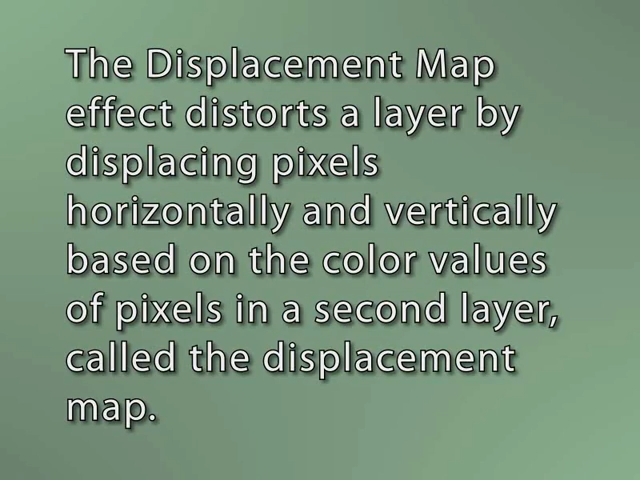 The Displacement Map
effect distorts a layer by
displacing pixels
horizontally and vertically
based on the color values
of pixels in a second layer,
called the displacement
map.